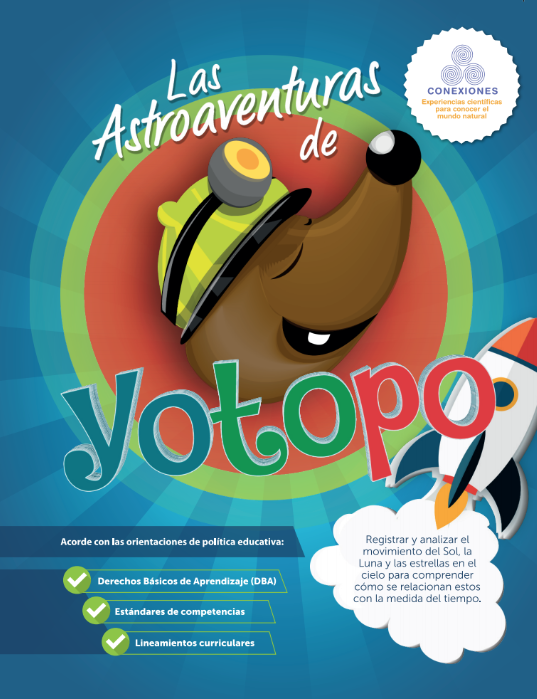 Las
Astroaventuras
de
yotopo
CONEXIONES
Experiencias científicas
para conocer el
mundo natural
Acorde con las orientaciones de política educativa:
Derechos Básicos de Aprendizaje (DBA)
Estándares de competencias
Lineamientos curriculares
Registrar y analizar el
movimiento del Sol, la
Luna y las estrellas en el
cielo para comprender
cómo se relacionan estos
con la medida del tiempo.